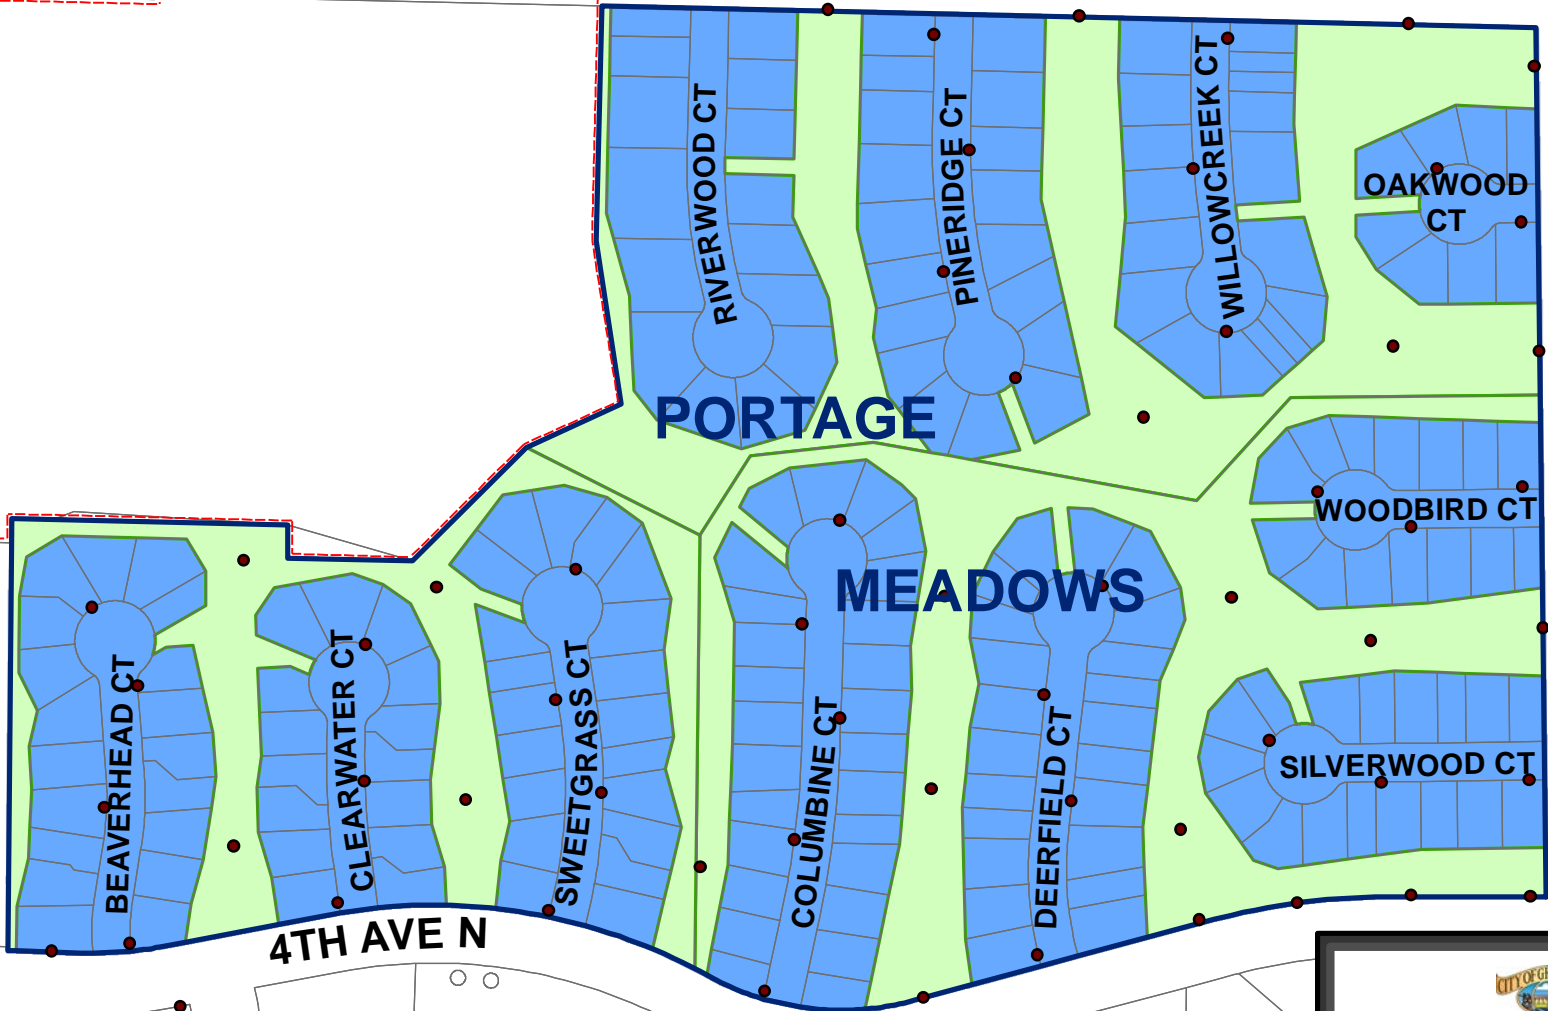 RIVERWOOD CT
PINERIDGE CT
WILLOWCREEK CT
OAKWOOD
CT
PORTAGE
WOODBIRD CT
MEADOWS
BEAVERHEAD CT
CLEARWATER CT
SWEETGRASS CT
COLUMBINE CT
DEERFIELD CT
SILVERWOOD CT
4TH AVE N